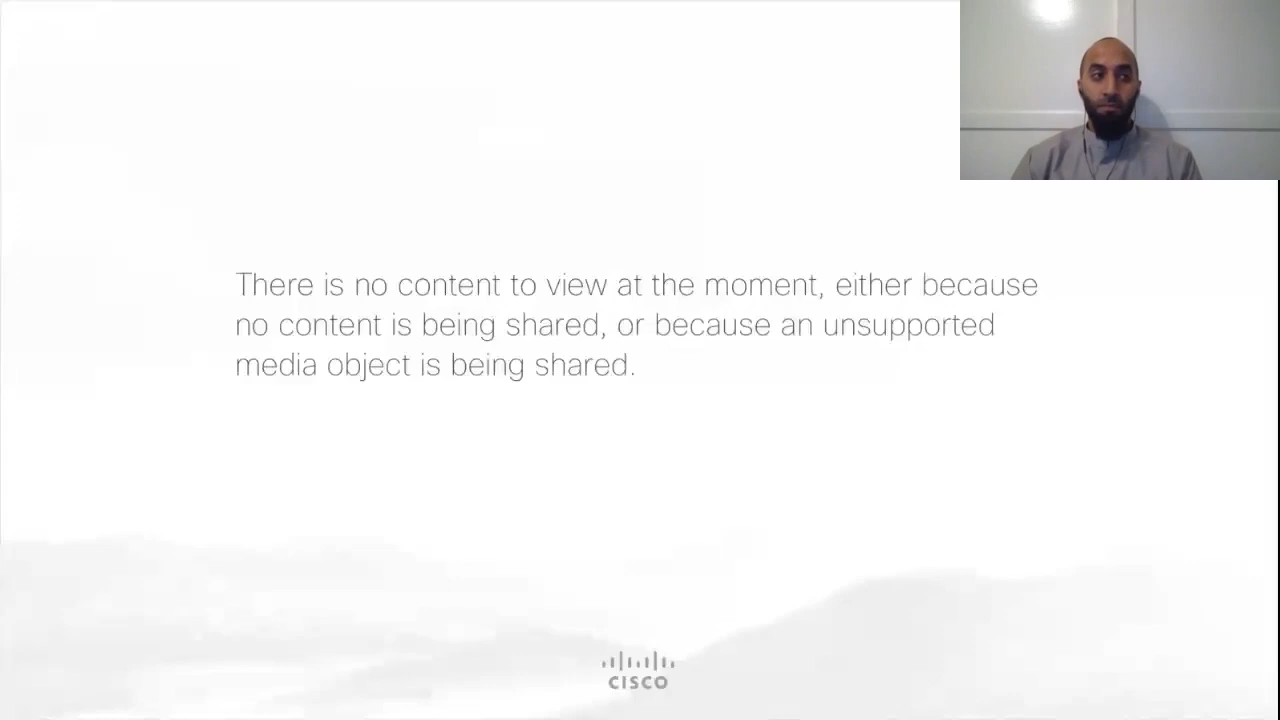 There is no content to view at the moment, either because
no content is being shared, or because an unsupported
media object is being shared.
CISCO